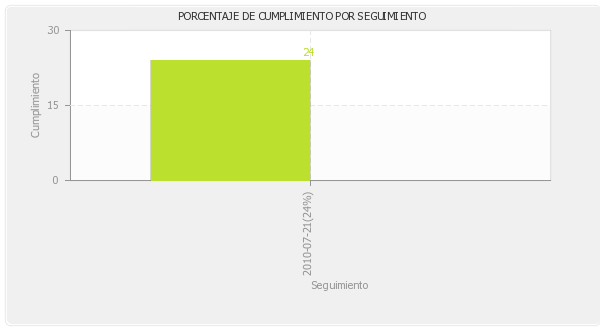 PORCENTAJE DE CUMPLIMIENTO POR SEGUIMIENTO
30
24
15
Cumplimiento
0
2010-07-21(24%)
Seguimiento